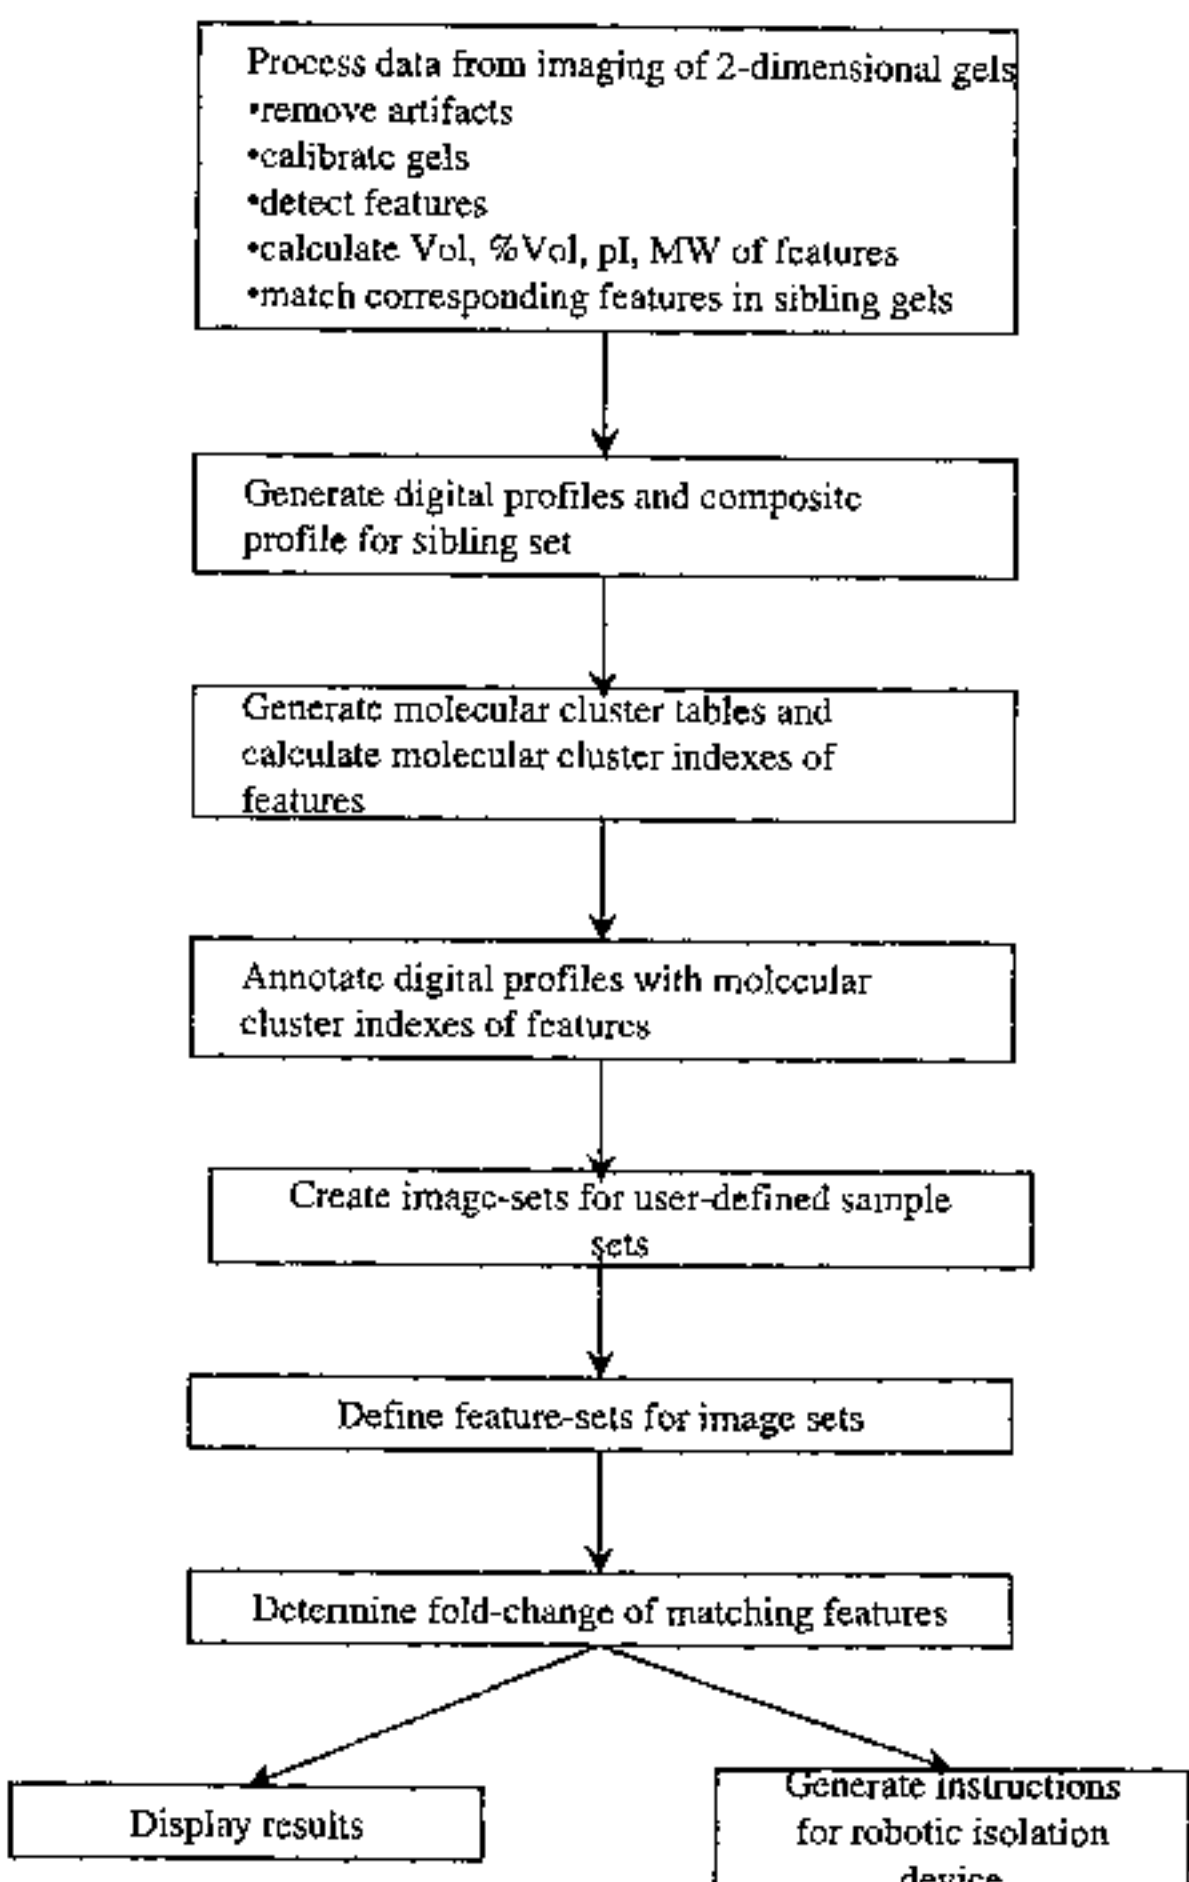 Process data from imaging of 2-dimensional gels
•remove artifacts
•calibrate gels
•detect features
•calculate Vol, %Vol, pI, MW of features
•match corresponding features in sibling gels
Generate digital profiles and composite
profile for sibling set
Generate molecular cluster tables and
calculate molecular cluster indexes of
features
Annotate digital profiles with molecular
cluster indexes of features
Create image-sets for user-defined sample
sets
Define feature-sets for image sets
Determine fold-change of matching features
Display results
Generate instructions
for robotic isolation
device